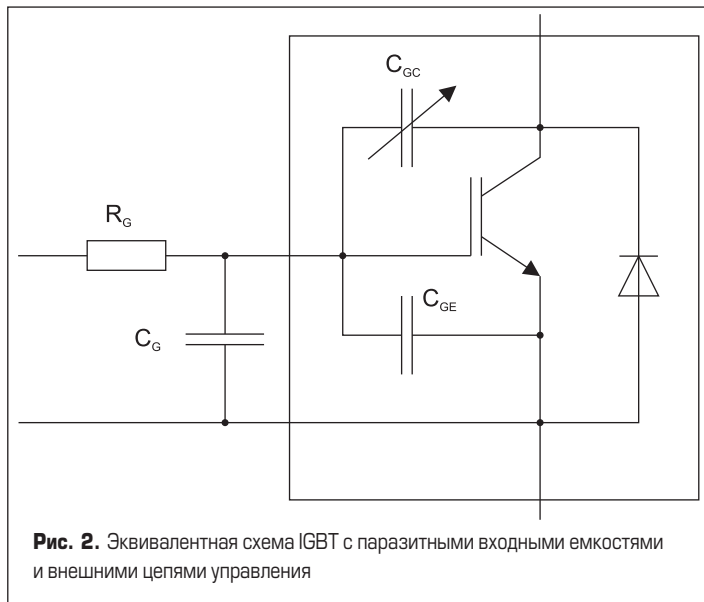 C_GC
R_G
C_GE
C_G
Рис. 2. Эквивалентная схема IGBT с паразитными входными емкостями
и внешними цепями управления